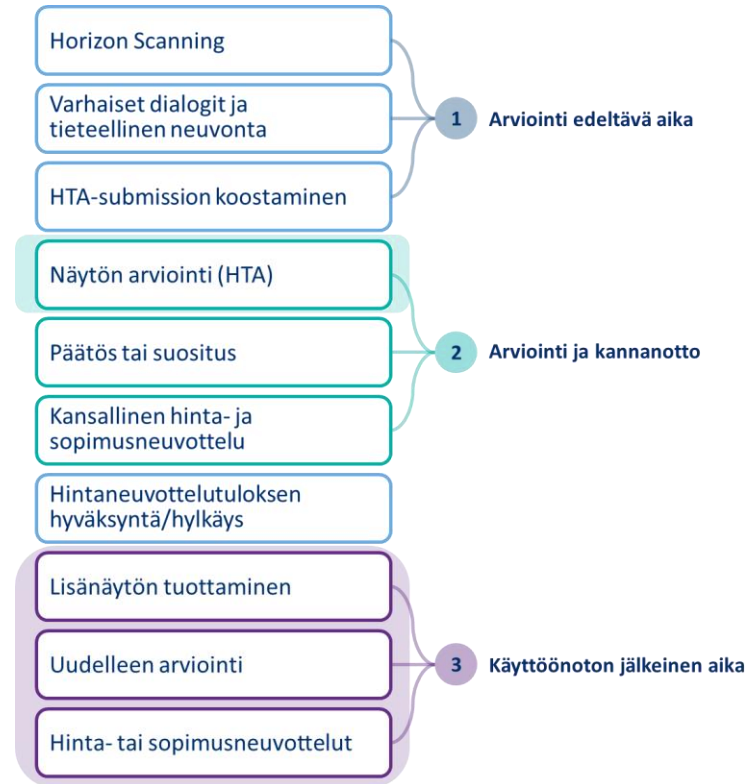 Horizon Scanning
Varhaiset dialogit ja
tieteellinen neuvonta
1
Arviointi edeltävä aika
HTA-submission koostaminen
Näytön arviointi (HTA)
Päätös tai suositus
2
Arviointi ja kannanotto
Kansallinen hinta- ja
sopimusneuvottelu
Hintaneuvottelutuloksen
hyväksyntä/hylkäys
Lisänäytön tuottaminen
Uudelleen arviointi
3
Käyttöönoton jälkeinen aika
Hinta- tai sopimusneuvottelut